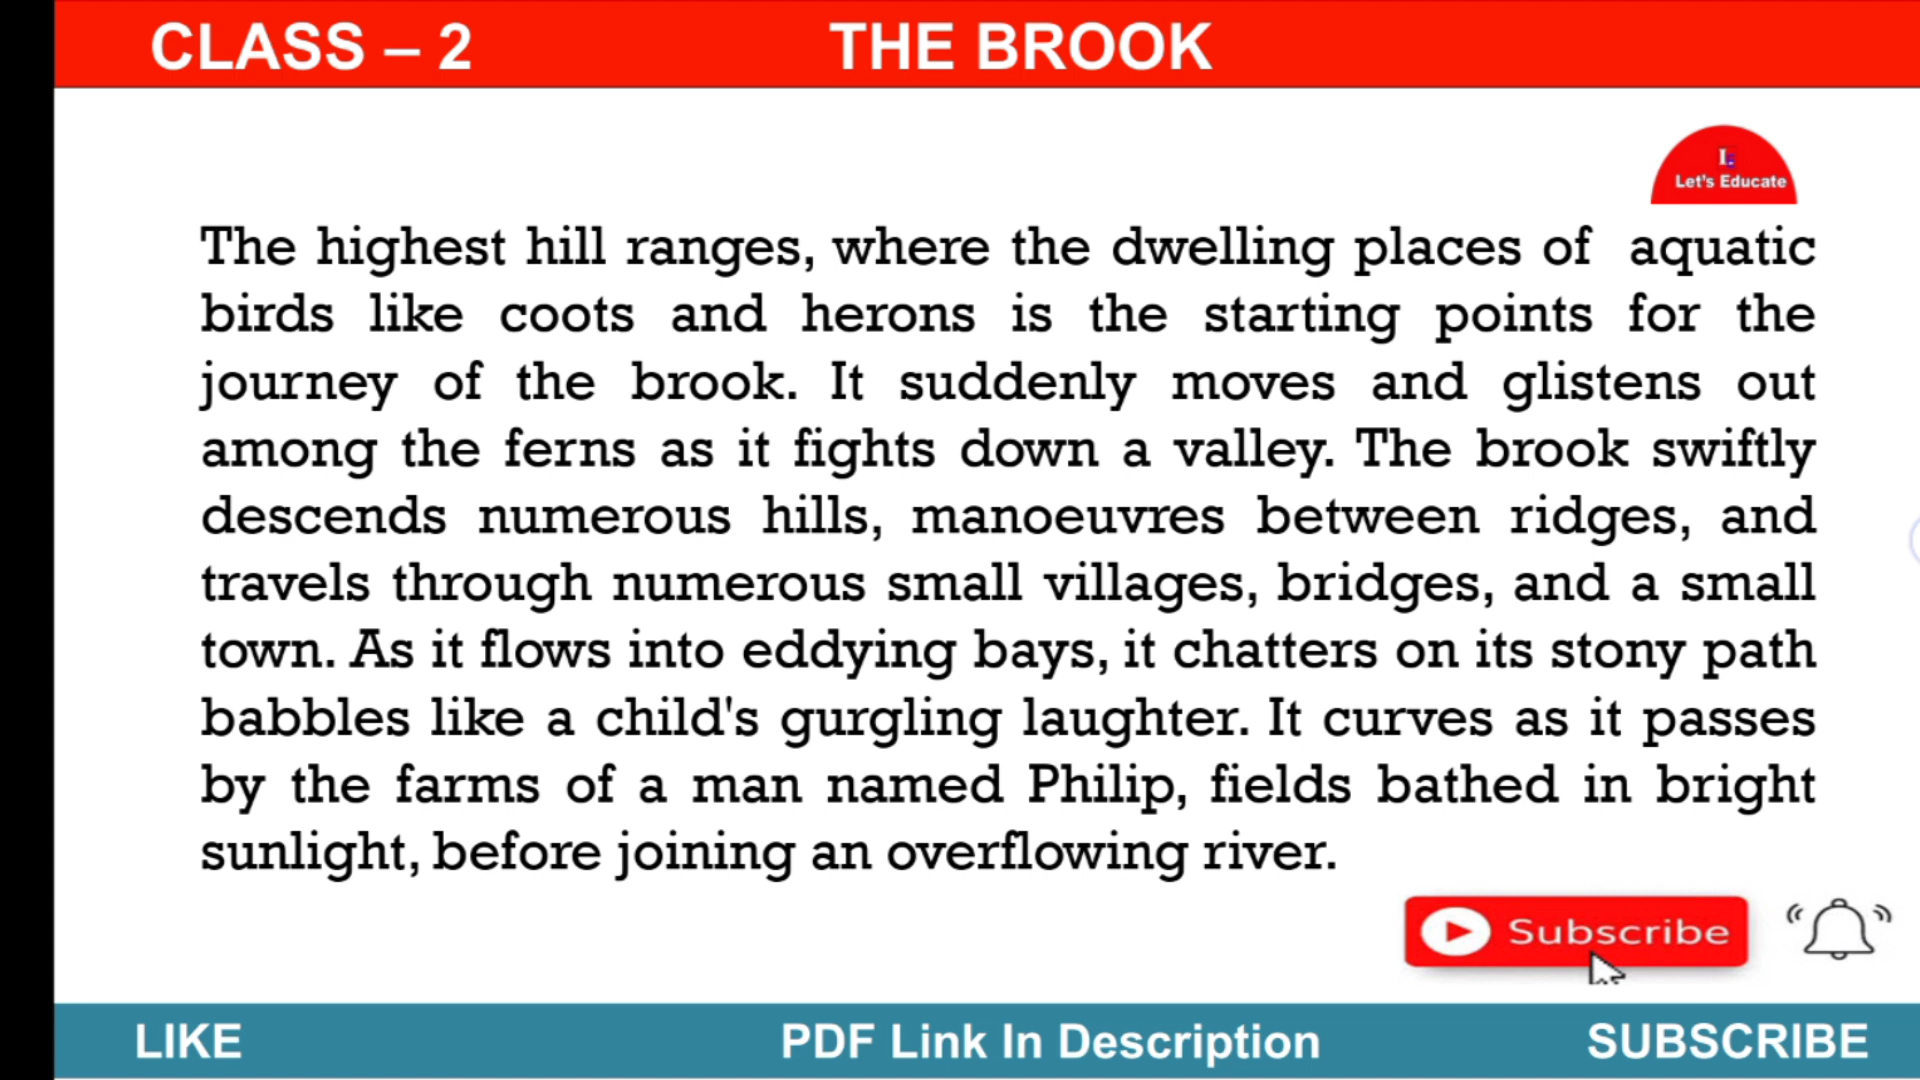 CLASS – 2 THE BROOK
Let's Educate
The highest hill ranges, where the dwelling places of aquatic
birds like coots and herons is the starting points for the
journey of the brook. It suddenly moves and glistens out
among the ferns as it fights down a valley. The brook swiftly
descends numerous hills, manoeuvres between ridges, and
travels through numerous small villages, bridges, and a small
town. As it flows into eddying bays, it chatters on its stony path
babbles like a child's gurgling laughter. It curves as it passes
by the farms of a man named Philip, fields bathed in bright
sunlight, before joining an overflowing river.
Subscribe
LIKE PDF Link In Description SUBSCRIBE